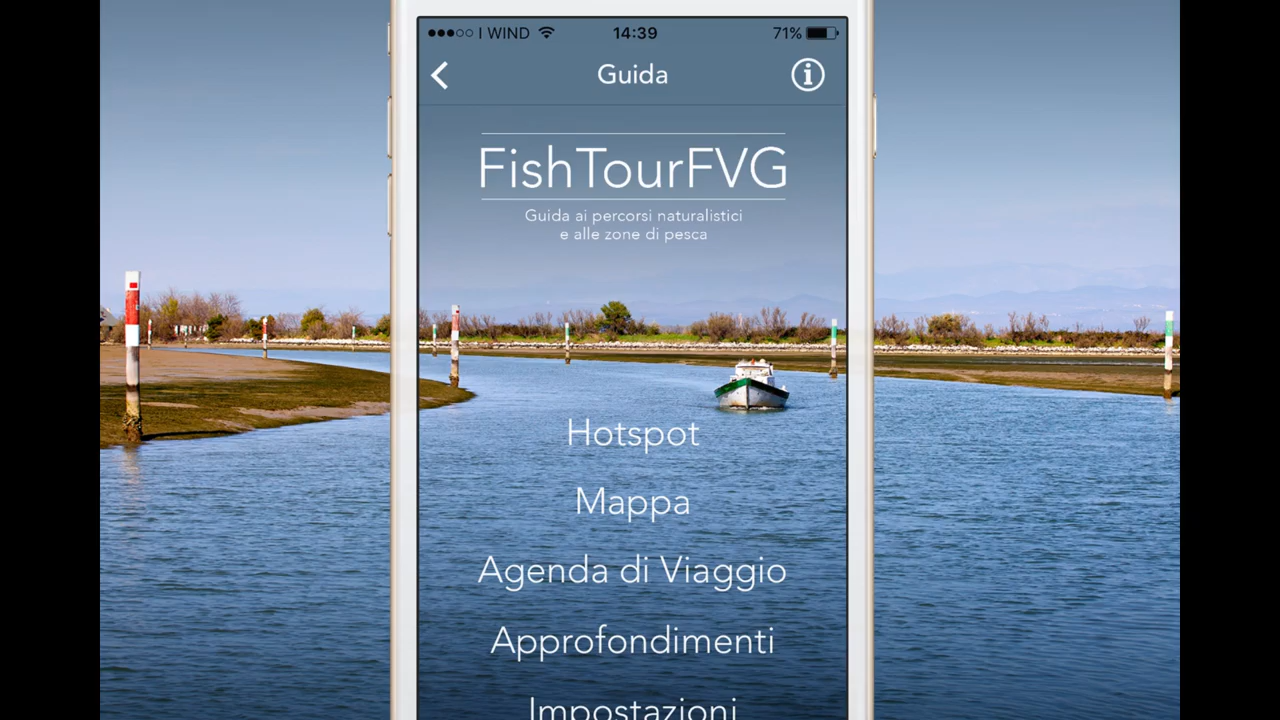 I WIND 14:39 71%
Guida
FishTourFVG
Guida ai percorsi naturalistici
e alle zone di pesca
Hotspot
Mappa
Agenda di Viaggio
Approfondimenti
Impostazioni